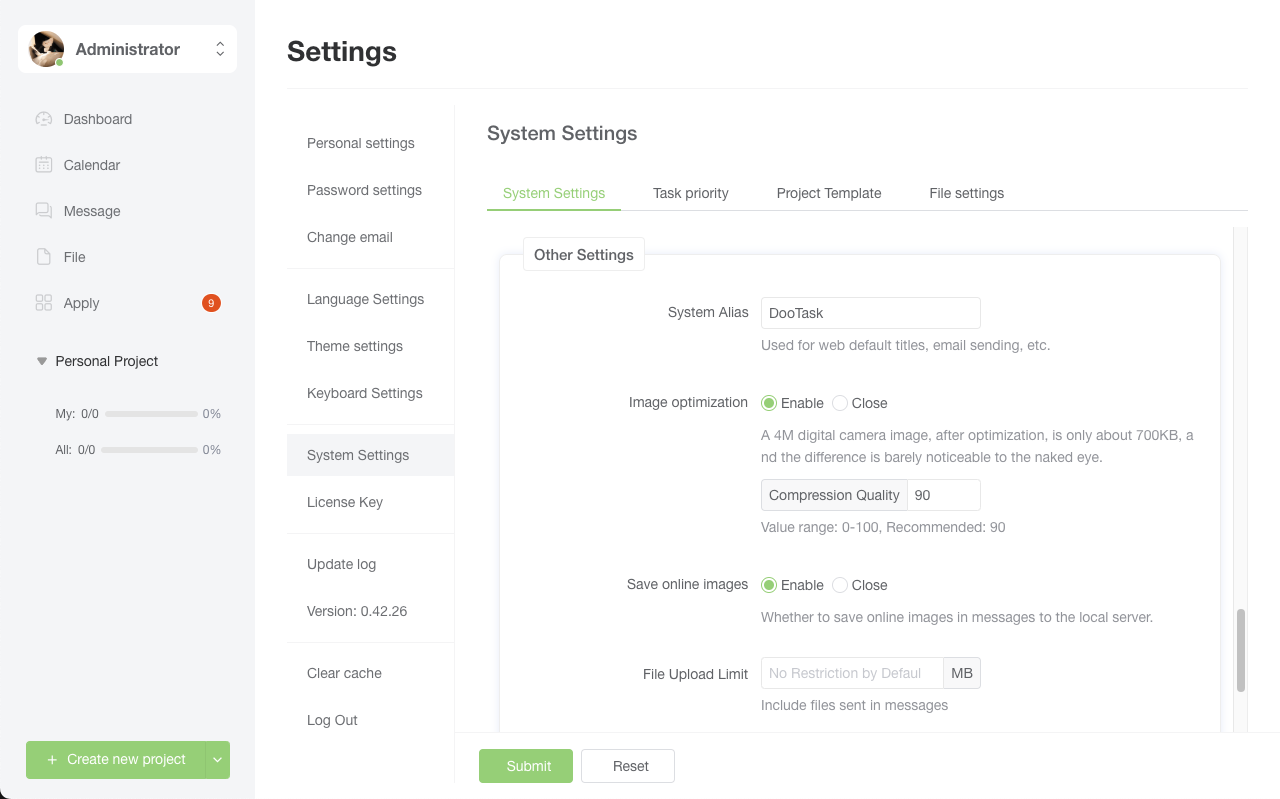 Administrator
Dashboard
Calendar
Message
File
Apply
9
Personal Project
My: 0/0 0%
All: 0/0 0%
+ Create new project
Settings
Personal settings
Password settings
Change email
Language Settings
Theme settings
Keyboard Settings
System Settings
License Key
Update log
Version: 0.42.26
Clear cache
Log Out
System Settings
System Settings
Task priority
Project Template
File settings
Other Settings
System Alias
DooTask
Used for web default titles, email sending, etc.
Image optimization
Enable
Close
A 4M digital camera image, after optimization, is only about 700KB, a
nd the difference is barely noticeable to the naked eye.
Compression Quality
90
Value range: 0-100, Recommended: 90
Save online images
Enable
Close
Whether to save online images in messages to the local server.
File Upload Limit
No Restriction by Defaul
MB
Include files sent in messages
Submit
Reset